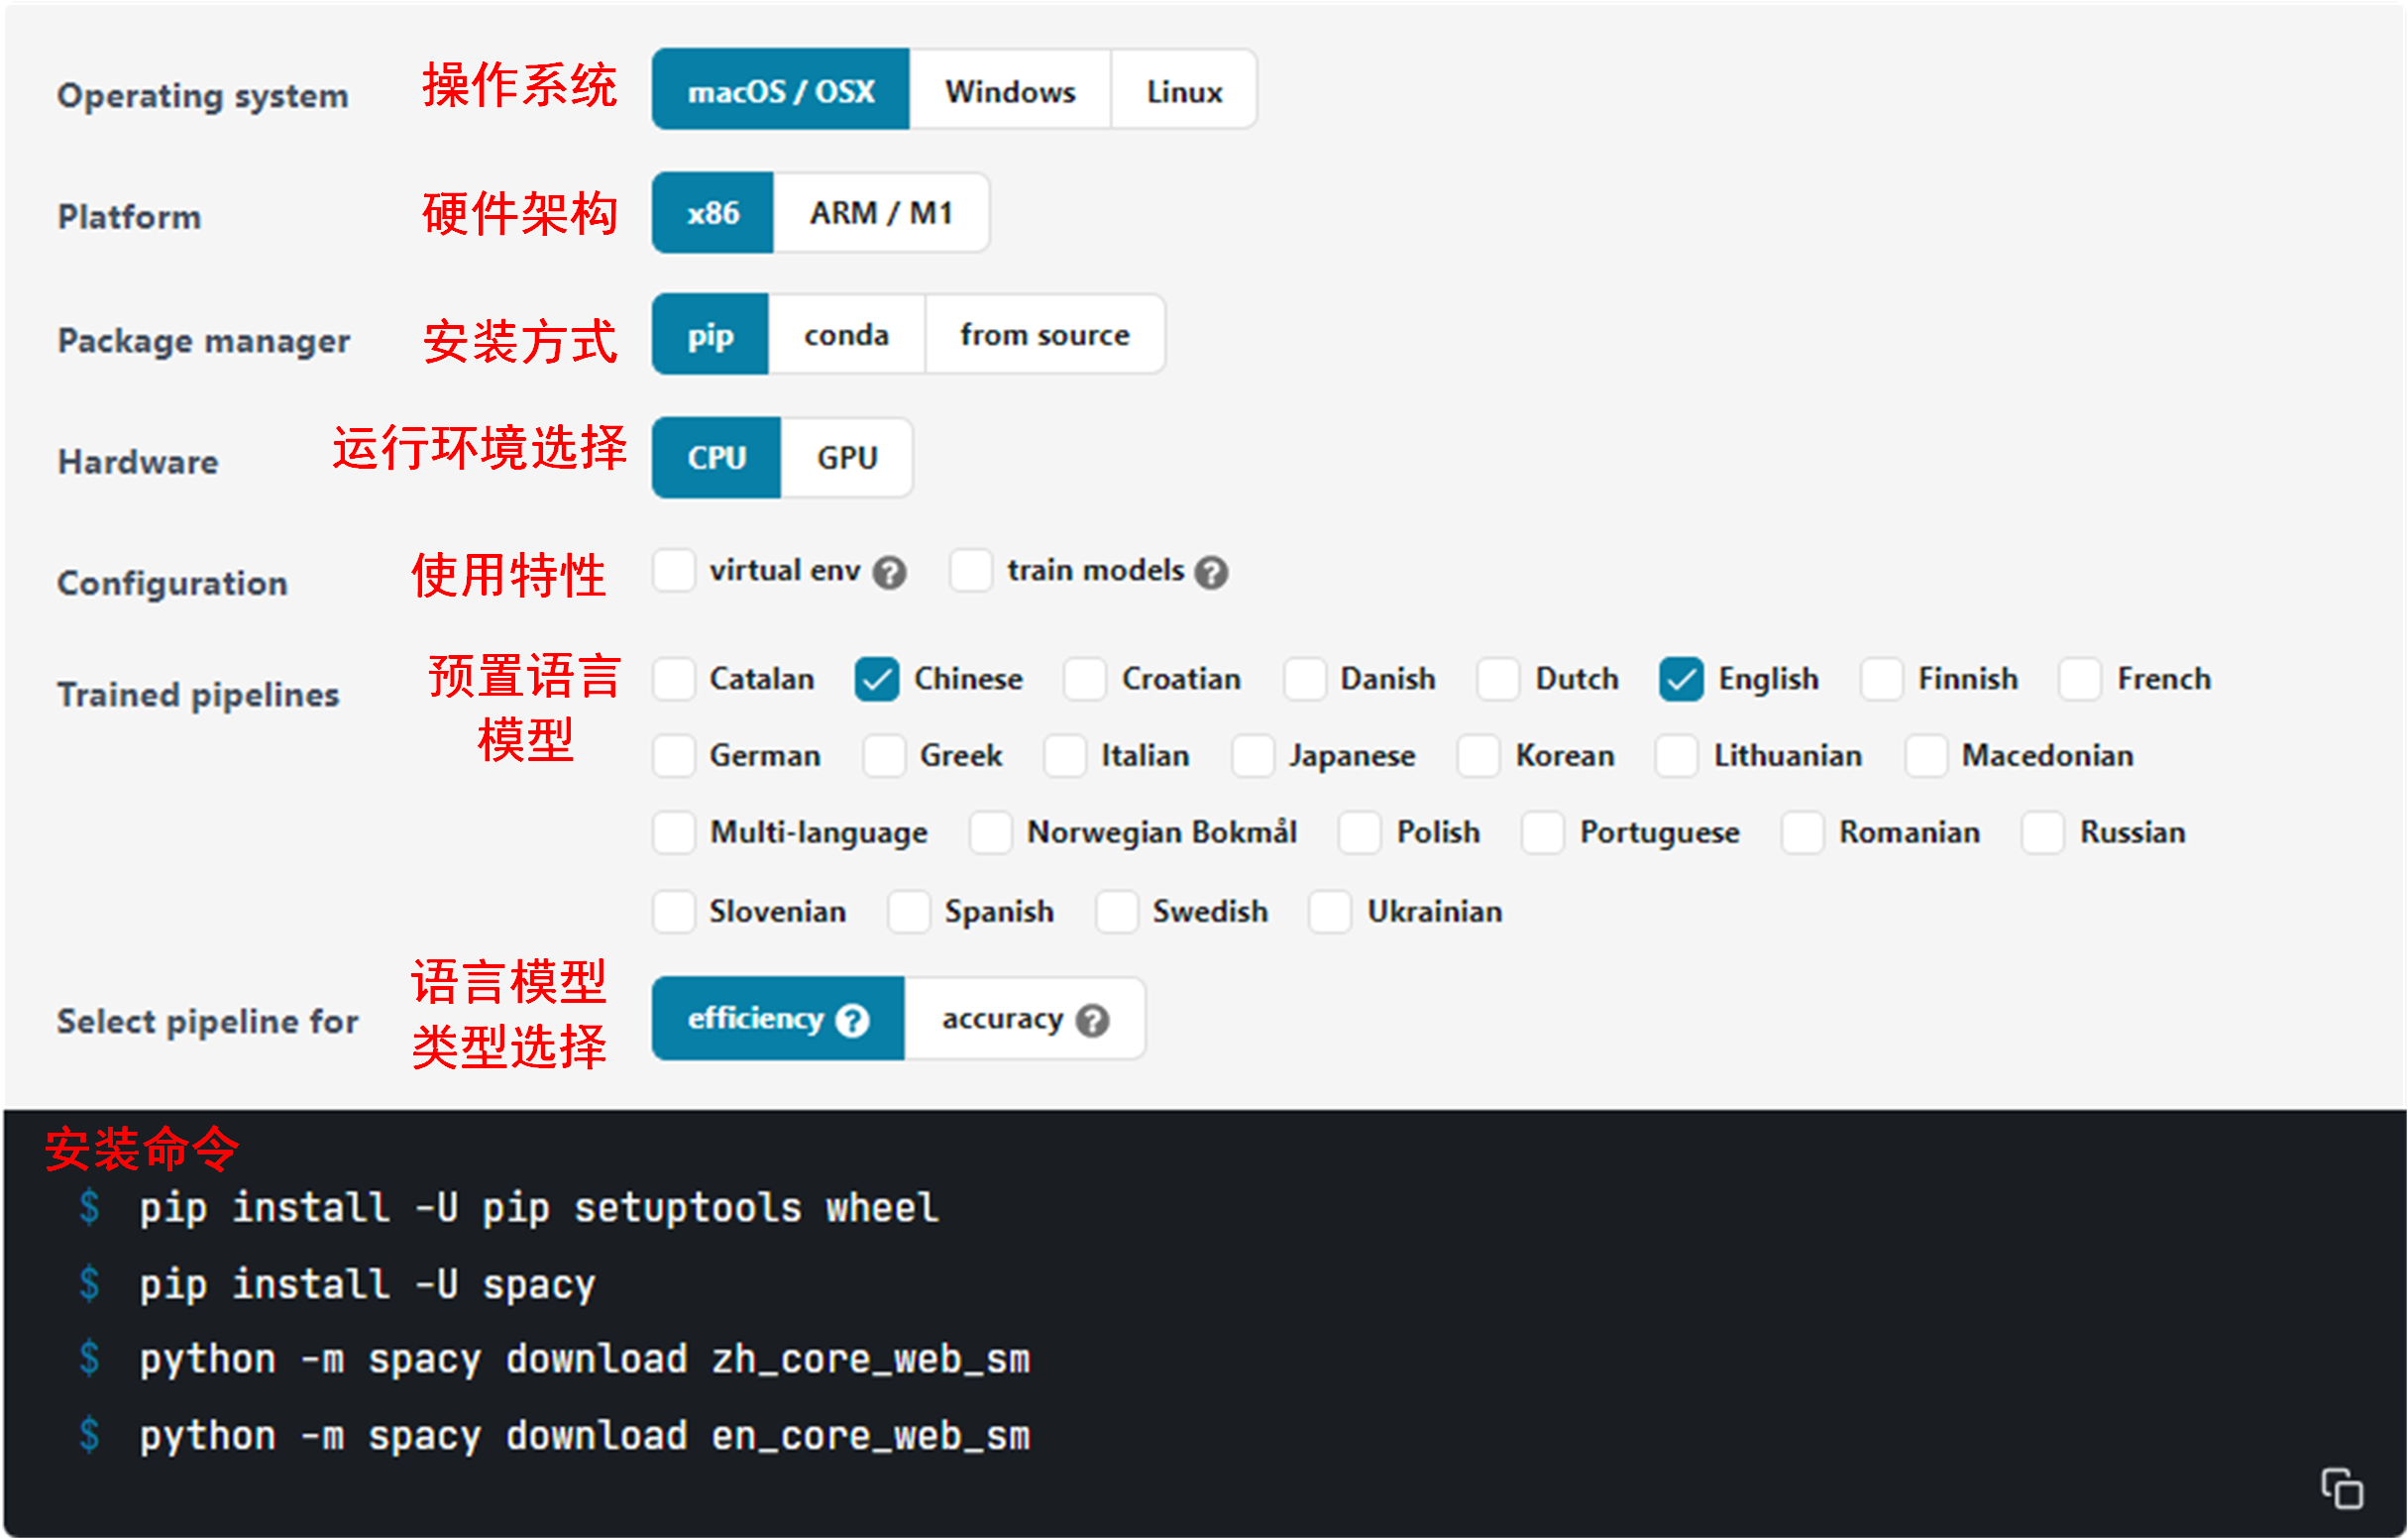 Operating system 操作系统 macOS / OSX Windows Linux
Platform 硬件架构 x86 ARM / M1
Package manager 安装方式 pip conda from source
Hardware 运行环境选择 CPU GPU
Configuration 使用特性 virtual env ? train models ?
Trained pipelines 预置语言 Catalan Chinese Croatian Danish Dutch English Finnish French
模型 German Greek Italian Japanese Korean Lithuanian Macedonian
Multi-language Norwegian Bokmål Polish Portuguese Romanian Russian
Slovenian Spanish Swedish Ukrainian
Select pipeline for 语言模型
类型选择 efficiency ? accuracy ?
安装命令
$ pip install -U pip setuptools wheel
$ pip install -U spacy
$ python -m spacy download zh_core_web_sm
$ python -m spacy download en_core_web_sm